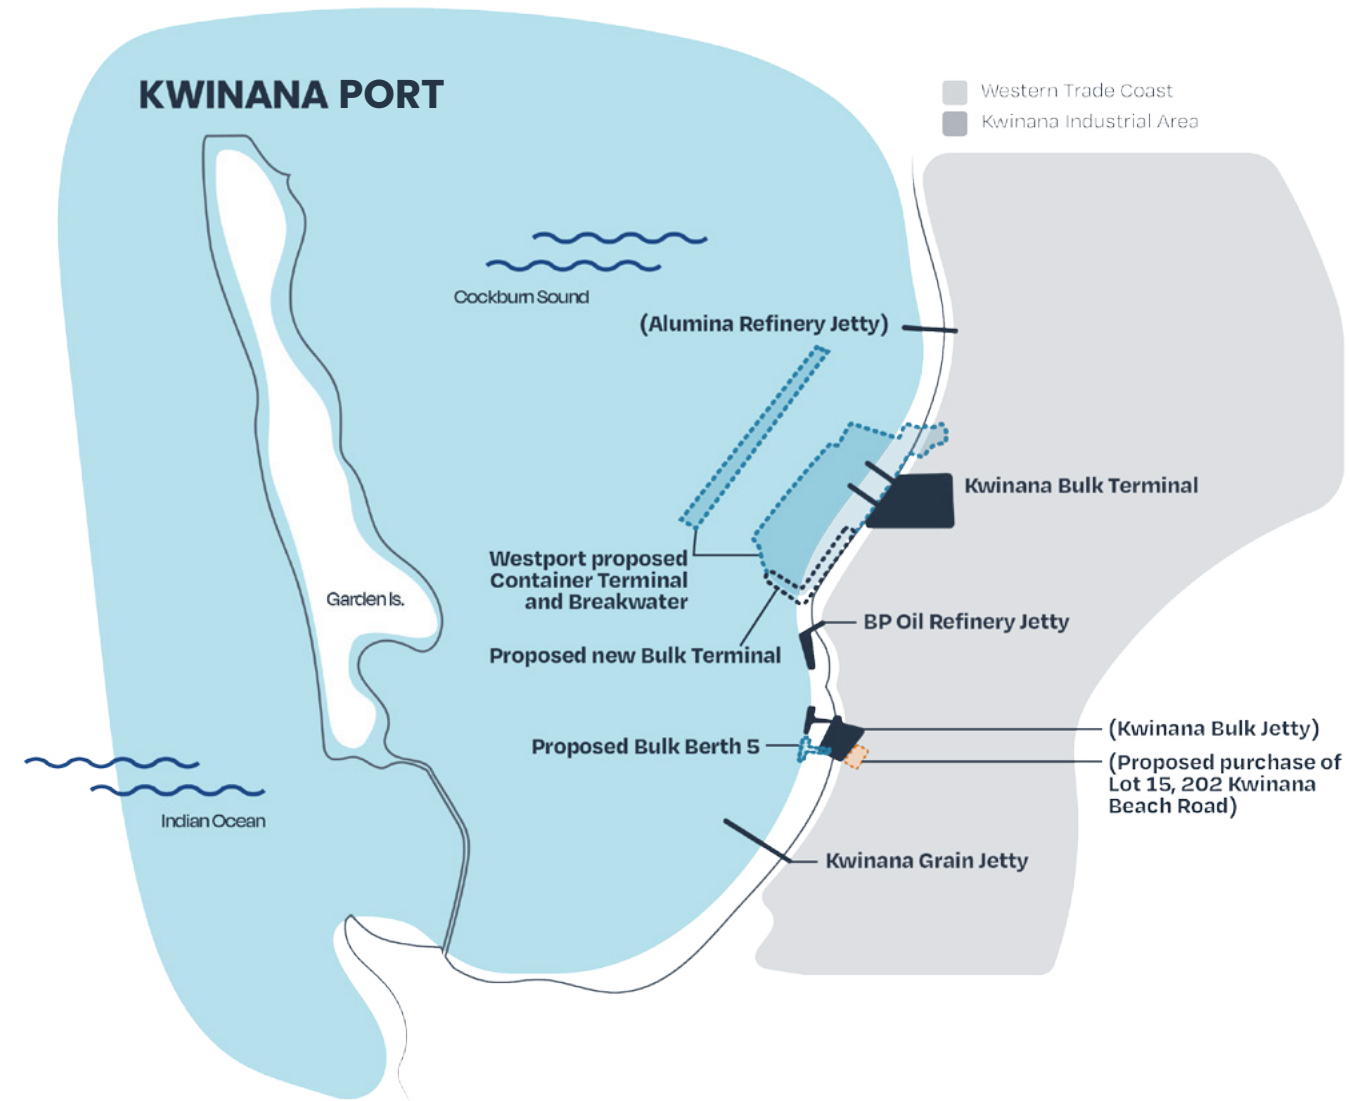 KWINANA PORT
Western Trade Coast
Kwinana Industrial Area
Cockburn Sound
(Alumina Refinery Jetty)
Kwinana Bulk Terminal
Westport proposed
Container Terminal
and Breakwater
Garden Is.
BP Oil Refinery Jetty
Proposed new Bulk Terminal
(Kwinana Bulk Jetty)
Proposed Bulk Berth 5
(Proposed purchase of
Lot 15, 202 Kwinana
Beach Road)
Indian Ocean
Kwinana Grain Jetty